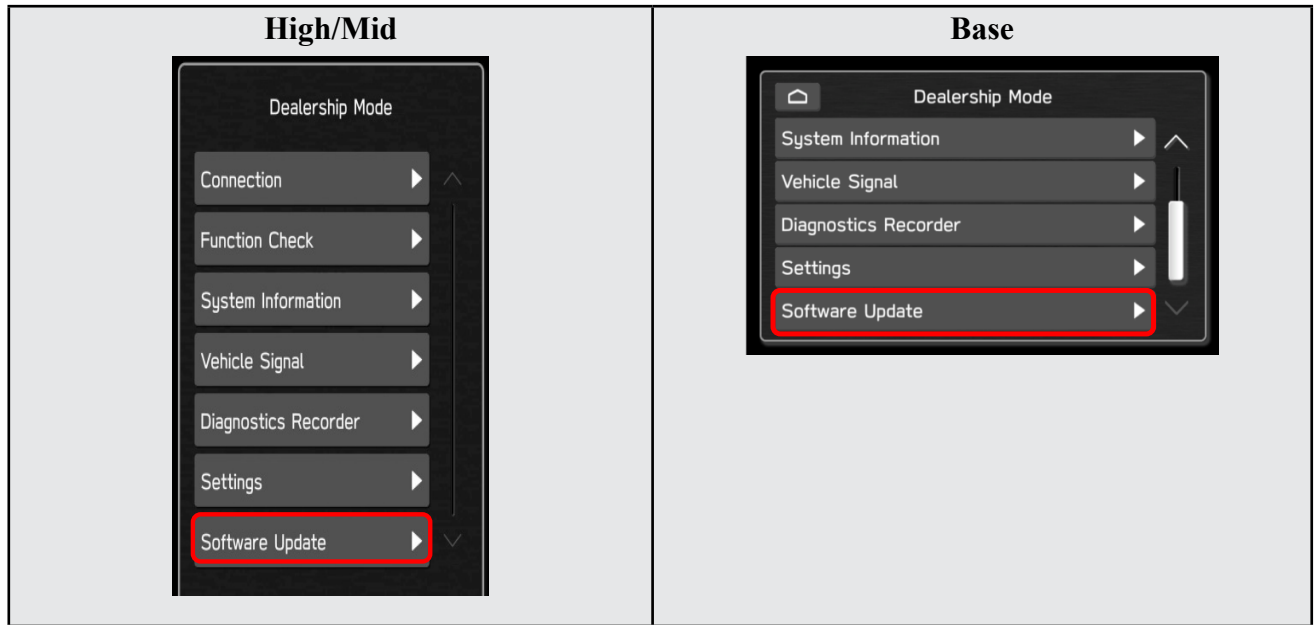 High/Mid
Dealership Mode
Connection
Function Check
System Information
Vehicle Signal
Diagnostics Recorder
Settings
Software Update
Base
Dealership Mode
System Information
Vehicle Signal
Diagnostics Recorder
Settings
Software Update